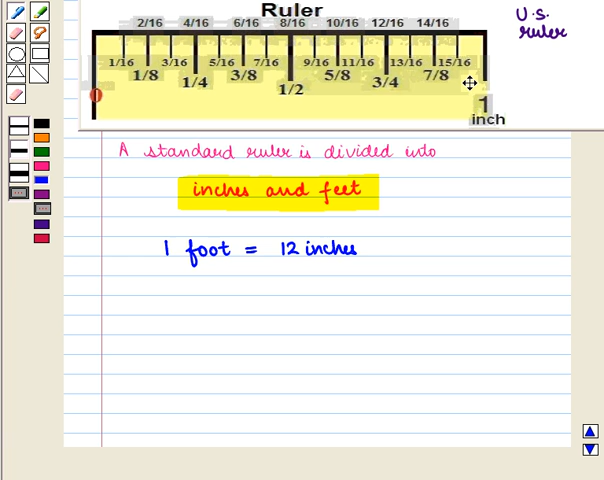 Ruler
U.S.
ruler
2/16 4/16 6/16 8/16 10/16 12/16 14/16
1/16 3/16 5/16 7/16 9/16 11/16 13/16 15/16
1/8 1/4 3/8 1/2 5/8 3/4 7/8
0 1
inch
A standard ruler is divided into
inches and feet
1 foot = 12 inches